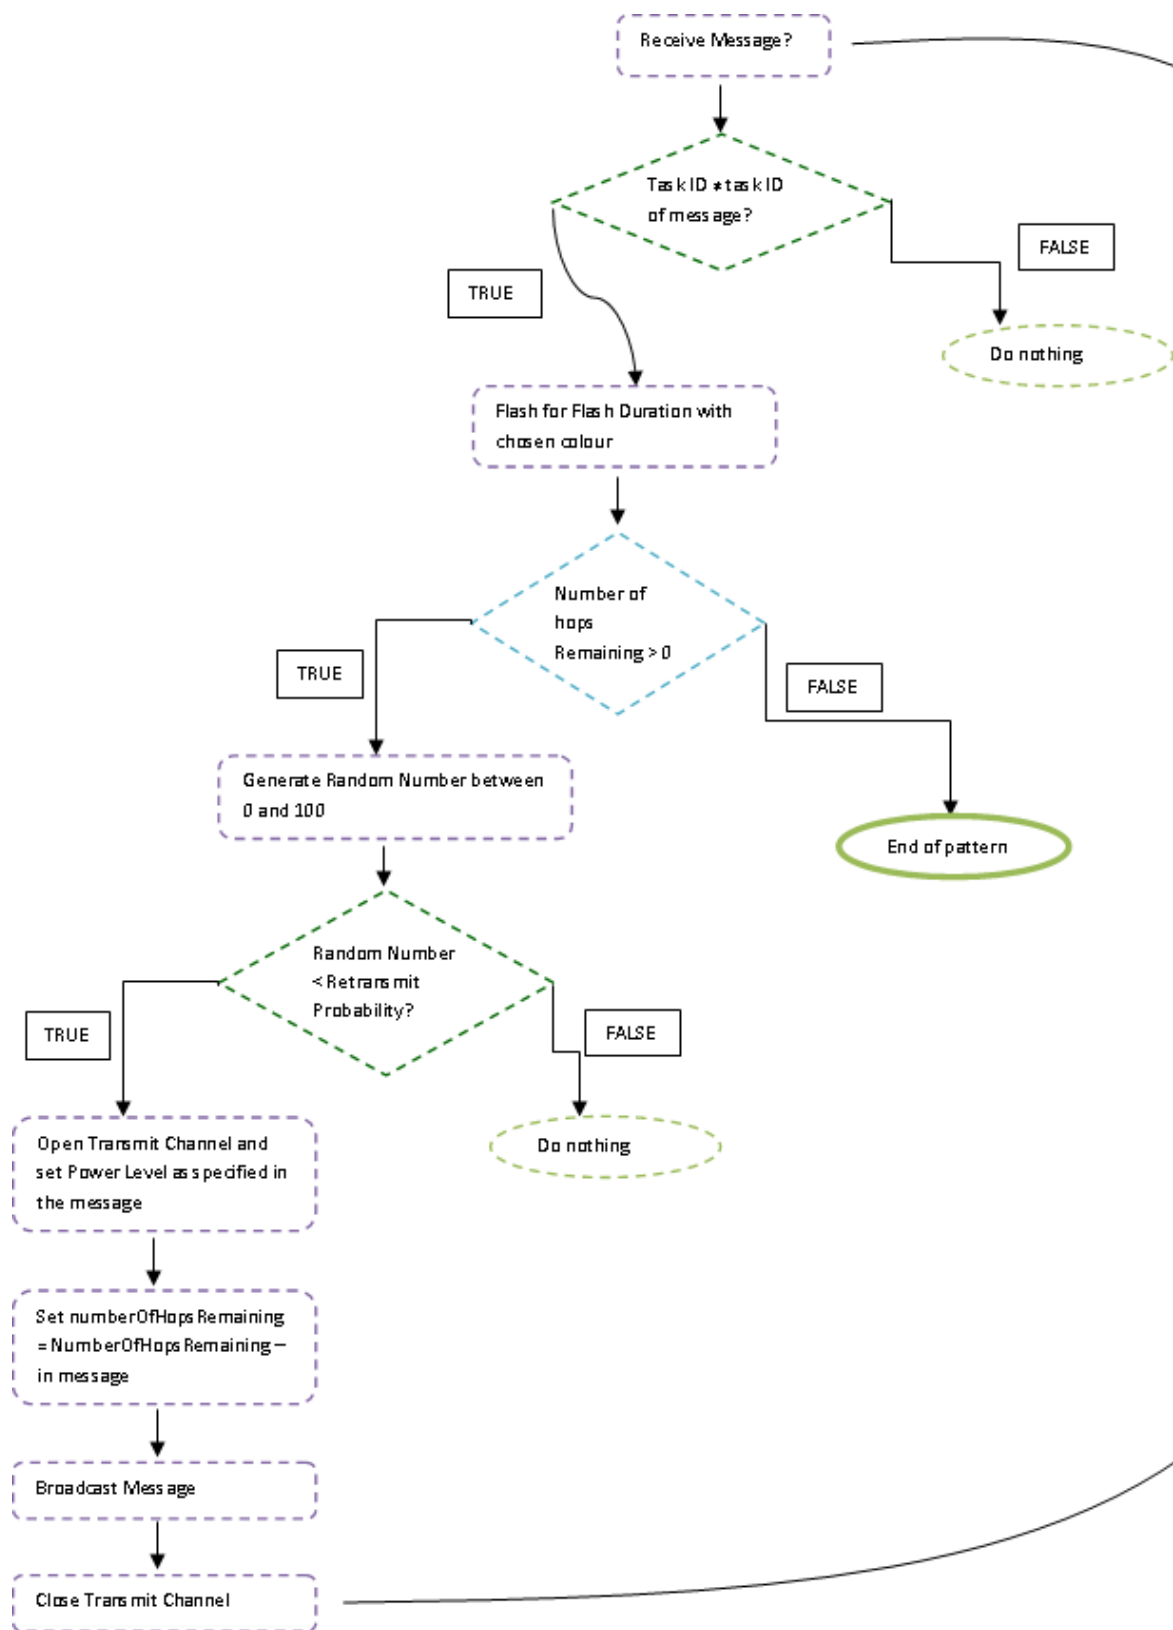 Receive Message?
Task ID ≠ task ID
of message?
FALSE
TRUE
Do nothing
Flash for Flash Duration with
chosen colour
Number of
hops
Remaining > 0
TRUE
FALSE
Generate Random Number between
0 and 100
End of pattern
Random Number
< Retransmit
Probability?
TRUE
FALSE
Open Transmit Channel and
set Power Level as specified in
the message
Do nothing
Set numberOfHopsRemaining
= NumberOfHopsRemaining –
in message
Broadcast Message
Close Transmit Channel